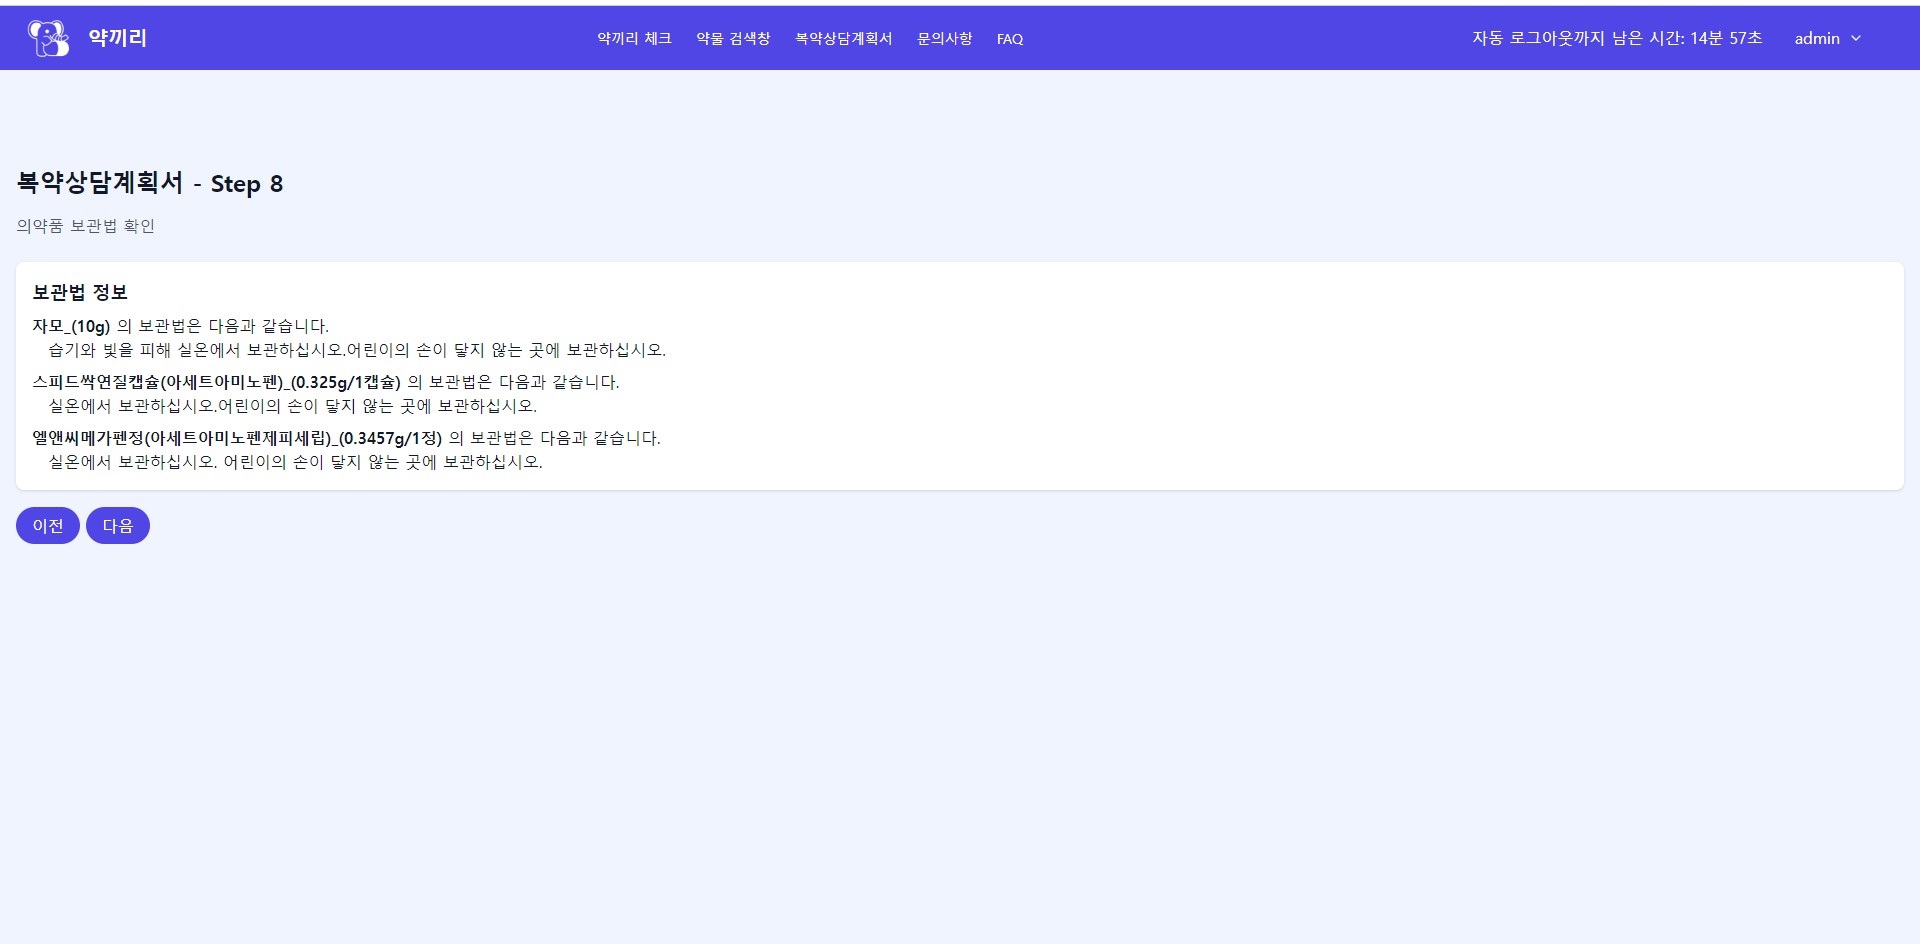 약끼리
약끼리 체크 약물 검색창 복약상담계획서 문의사항 FAQ
자동 로그아웃까지 남은 시간: 14분 57초 admin
복약상담계획서 - Step 8
의약품 보관법 확인
보관법 정보
자모_(10g) 의 보관법은 다음과 같습니다.
습기와 빛을 피해 실온에서 보관하십시오.어린이의 손이 닿지 않는 곳에 보관하십시오.
스피드싹연질캡슐(아세트아미노펜)_(0.325g/1캡슐) 의 보관법은 다음과 같습니다.
실온에서 보관하십시오.어린이의 손이 닿지 않는 곳에 보관하십시오.
엘앤씨메가펜정(아세트아미노펜제피세립)_(0.3457g/1정) 의 보관법은 다음과 같습니다.
실온에서 보관하십시오. 어린이의 손이 닿지 않는 곳에 보관하십시오.
이전 다음